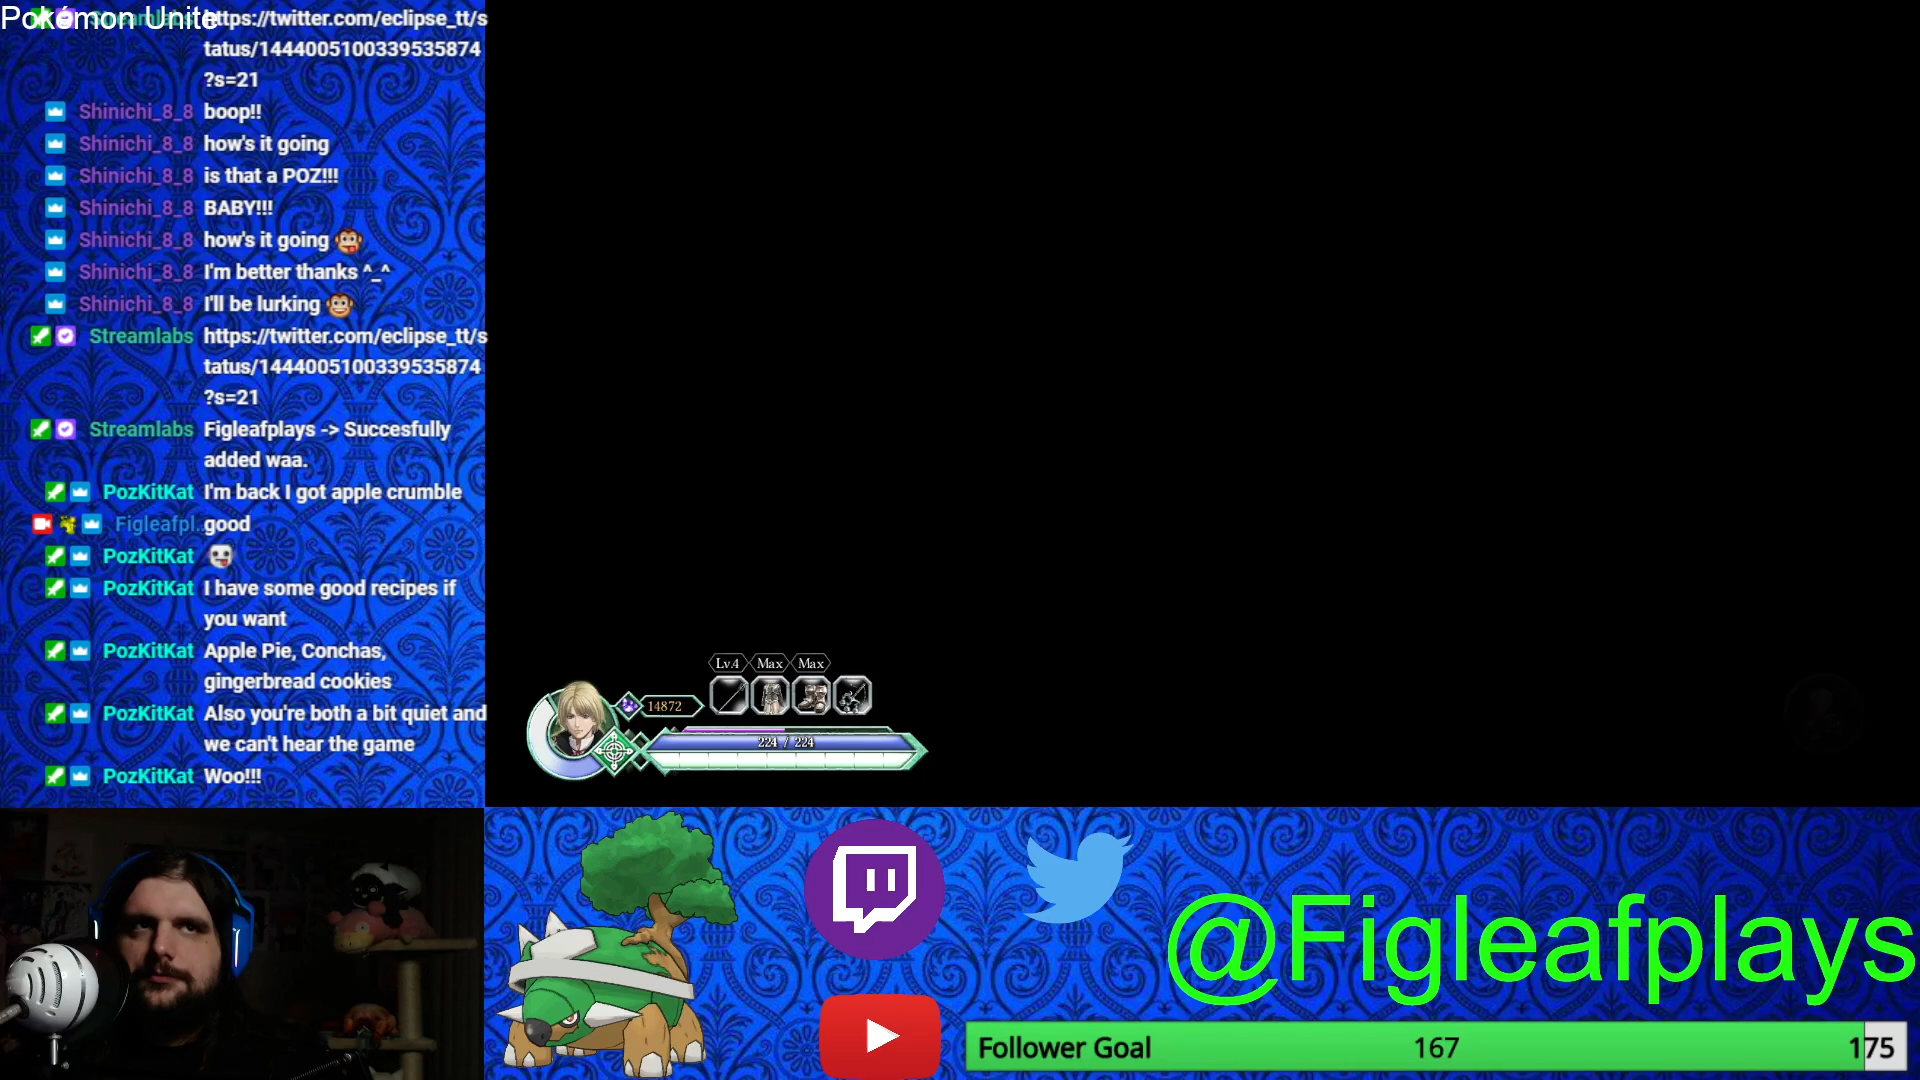 Pokémon Unite
Streamlabs https://twitter.com/eclipse_tt/s
tatus/1444005100339535874
?s=21
Shinichi_8_8 boop!!
Shinichi_8_8 how's it going
Shinichi_8_8 is that a POZ!!!
Shinichi_8_8 BABY!!!
Shinichi_8_8 how's it going
Shinichi_8_8 I'm better thanks ^_^
Shinichi_8_8 I'll be lurking
Streamlabs https://twitter.com/eclipse_tt/s
tatus/1444005100339535874
?s=21
Streamlabs Figleafplays -> Succesfully
added waa.
PozKitKat I'm back I got apple crumble
Figleafpl.. good
PozKitKat
PozKitKat I have some good recipes if
you want
PozKitKat Apple Pie, Conchas,
gingerbread cookies
PozKitKat Also you're both a bit quiet and
we can't hear the game
PozKitKat Woo!!!
Lv.4 Max Max
14872
224 / 224
@Figleafplays
Follower Goal 167 175